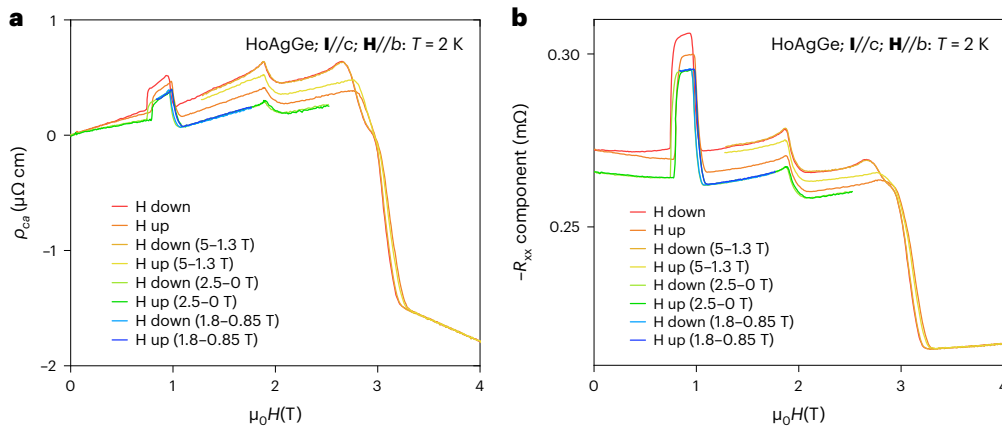 a
HoAgGe; I//c; H//b: T = 2 K
ρca (μΩ cm)
1
0
–1
–2
H down
H up
H down (5–1.3 T)
H up (5–1.3 T)
H down (2.5–0 T)
H up (2.5–0 T)
H down (1.8–0.85 T)
H up (1.8–0.85 T)
0 1 2 3 4
μ0H(T)
b
HoAgGe; I//c; H//b: T = 2 K
–Rxx component (mΩ)
0.30
0.25
H down
H up
H down (5–1.3 T)
H up (5–1.3 T)
H down (2.5–0 T)
H up (2.5–0 T)
H down (1.8–0.85 T)
H up (1.8–0.85 T)
0 1 2 3 4
μ0H(T)